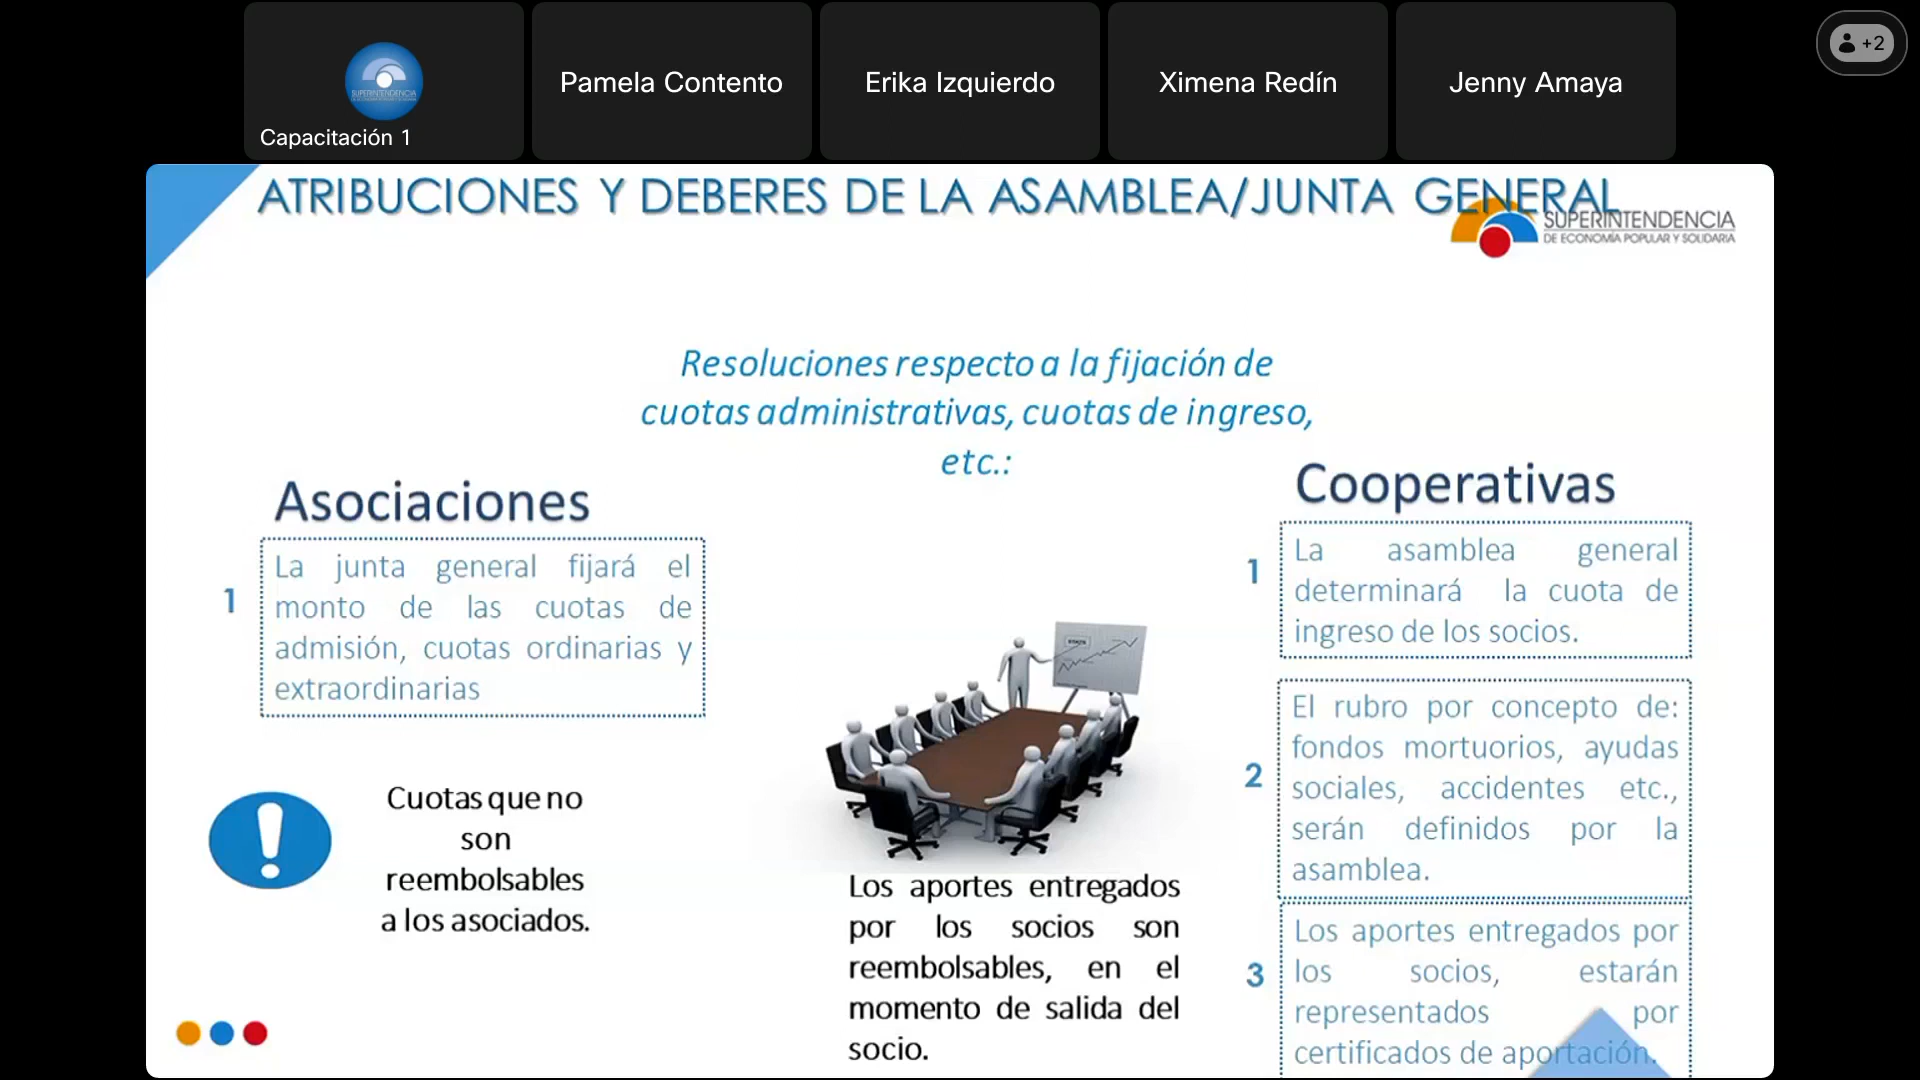 Capacitación 1
Pamela Contento
Erika Izquierdo
Ximena Redín
Jenny Amaya
+2
ATRIBUCIONES Y DEBERES DE LA ASAMBLEA/JUNTA GENERAL
SUPERINTENDENCIA
DE ECONOMÍA POPULAR Y SOLIDARIA
Resoluciones respecto a la fijación de
cuotas administrativas, cuotas de ingreso,
etc.:
Asociaciones
1
La junta general fijará el
monto de las cuotas de
admisión, cuotas ordinarias y
extraordinarias
Cuotas que no
son
reembolsables
a los asociados.
Los aportes entregados
por los socios son
reembolsables, en el
momento de salida del
socio.
Cooperativas
1
La asamblea general
determinará la cuota de
ingreso de los socios.
2
El rubro por concepto de:
fondos mortuorios, ayudas
sociales, accidentes etc.,
serán definidos por la
asamblea.
3
Los aportes entregados por
los socios, estarán
representados por
certificados de aportación.